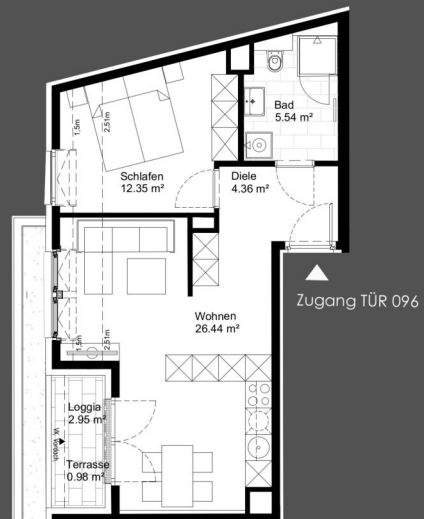 Bad
5.54 m²
1,5m
2,51m
Schlafen
12.35 m²
Diele
4.36 m²
Zugang TÜR 096
Wohnen
26.44 m²
1,5m
2,51m
Loggia
2.95 m²
Terrasse
0.98 m²